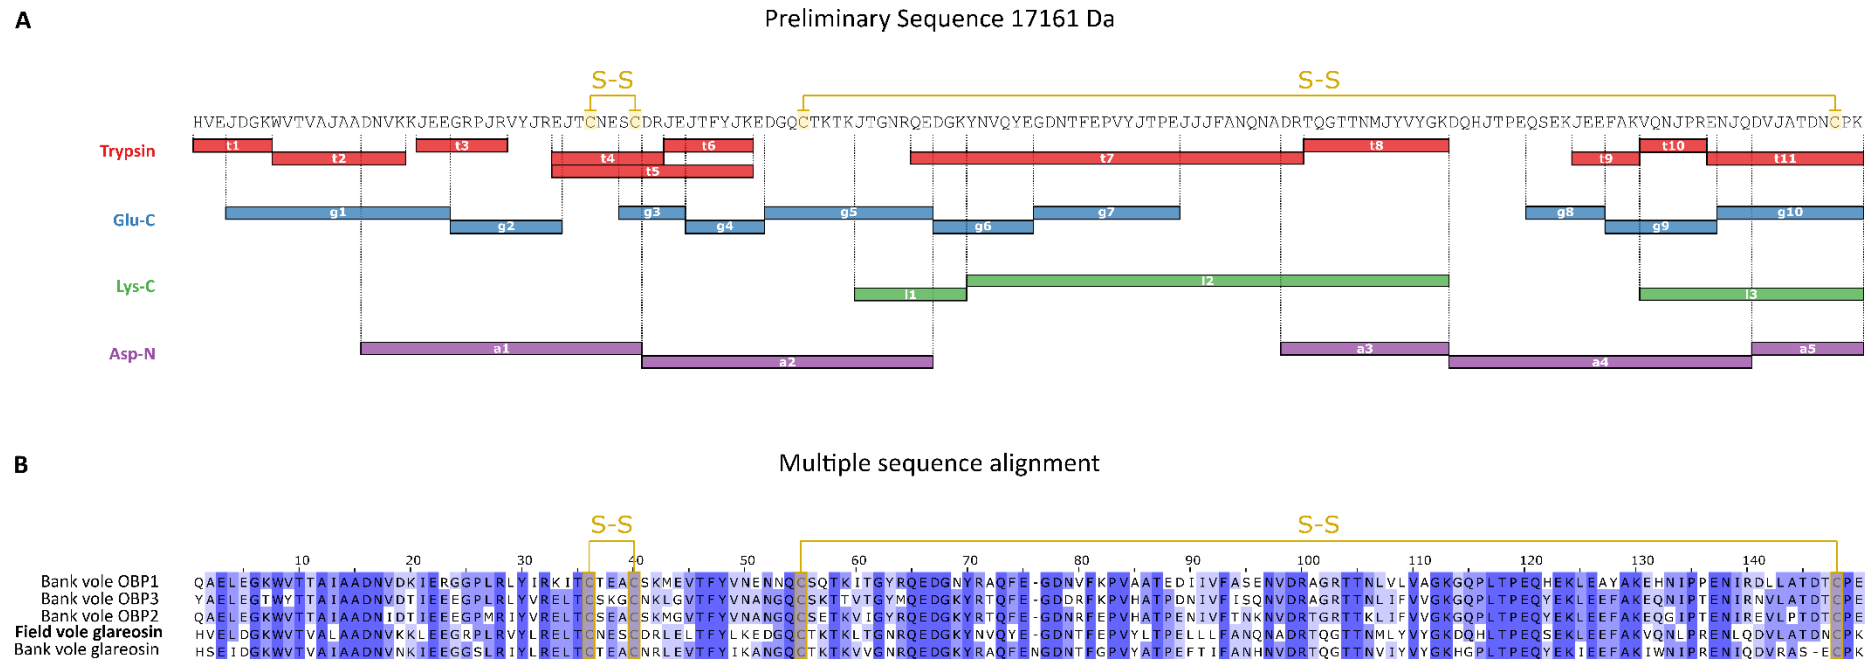 A
Preliminary Sequence 17161 Da
S-S
S-S
HVEJDGKWVTVAJAADNVKKJEEGRPJRVYJREJTCNESCDRJEJTFYJKEDGQCTKTKJTGNRQEDGKYNVQYEGDNTFEPVYJTPEJJJFANQNADRTQGTTNMJYVYGKDQHJTPEQSEKJEEFAKVQNJPRENJQDVJATDNCPK
Trypsin
t1 t2 t3 t4 t5 t6 t7 t8 t9 t10 t11
Glu-C
g1 g2 g3 g4 g5 g6 g7 g8 g9 g10
Lys-C
l1 l2 l3
Asp-N
a1 a2 a3 a4 a5
B
Multiple sequence alignment
S-S
S-S
10 20 30 40 50 60 70 80 90 100 110 120 130 140
Bank vole OBP1 QAELEGKWVTTAIAADNVDKIERGGPLRLYIRKITCTEACSKMEVTFYVNENNQCSQTKITGYRQEDGNYRAQFE-GDNVFKPVAATEDIIVFASENVDRAGRTTNLVLVAGKGQPLTPEQHEKLEAYAKEHNIPPENIRDLLATDTCPE
Bank vole OBP3 YAELEGTWYTTAIAADNVDTIEEEGPLRLYVRELTCSKGCNKLGVTFYVNANGQCSKTTVTGYMQEDGKYRTQFE-GDDRFKPVHATPDNIVFISQNVDRAGRTTNLIFVVGKGQPLTPEQYEKLEEFAKEQNIPTENIRNVLATDTCPE
Bank vole OBP2 YAELEGKWVTTAIAADNIDTIEEEGPMRIYVRELTCSEACSKLGVTFYVNANGQCSETKVIGYRQEDGKYRTQFE-GDNTFGPVHATPENIVFTNKNVDRTGRTTKLIFVVGKGQPLTPEQYEKLEEFAKEQGIPTENIREVLPTDTCPE
Field vole glareosin HVELDGKWVTVALAADNVKKLEEGRPLRVYLRELTCNESCDRLELTFYLKEDGQCTKTKLTGNRQEDGKYNVQYE-GDNTFEPVYLTPELLLFANQNADRTQGTTNMLYVYGKDQHLTPEQSEKLEEFAKVQNLPRENLQDVLATDNCPK
Bank vole glareosin HSEIDGKWVTVAIAADNVKKIEEGGSLRIYLRELTCTEACNRLEVTFYIKANGQCTKTKVTGNRQEDGKYNVQFENGDNTFEPVYATPEFTIFANHNVDRTQGTTNVIYVYGKHGPLTPEQYEKIEEFAKIWNIPRENIQDVRAS-ECPK